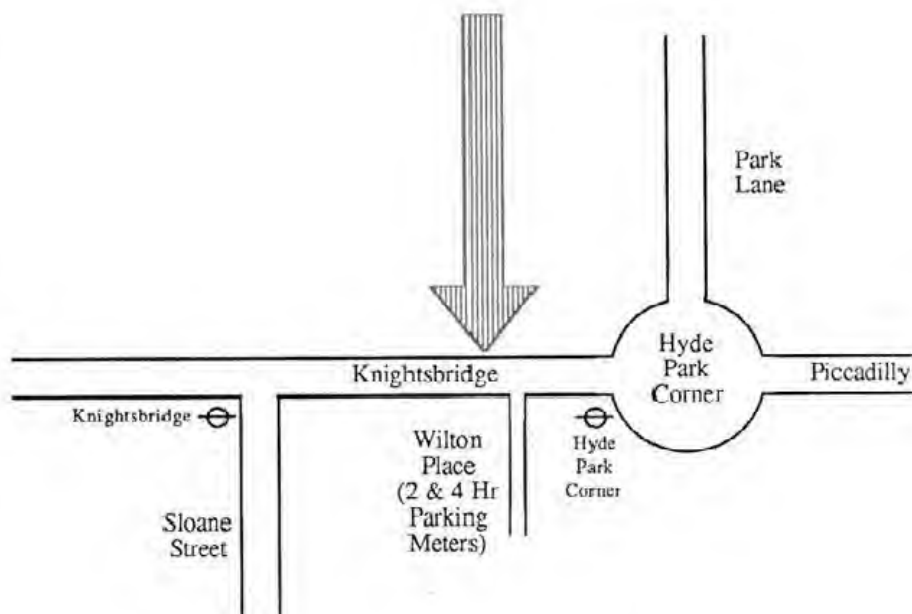 Park
Lane
Hyde
Park
Corner
Knightsbridge
Piccadilly
Knightsbridge
Wilton
Place
(2 & 4 Hr
Parking
Meters)
Hyde
Park
Corner
Sloane
Street